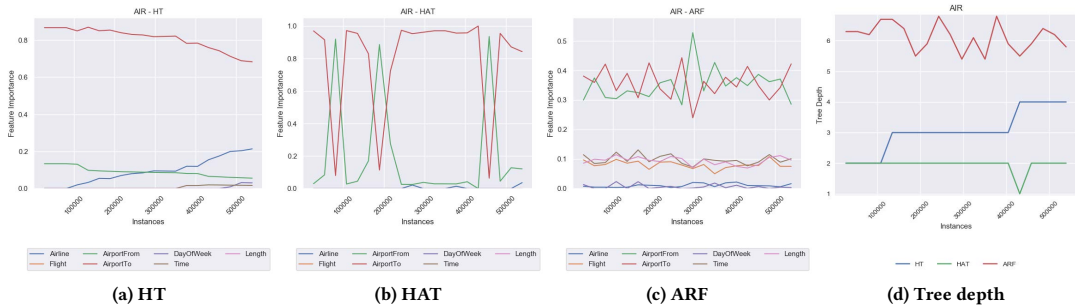 AIR - HT
0.8
0.6
0.4
0.2
0.0
Feature Importance
100000
200000
300000
400000
500000
Instances
Airline
AirportFrom
DayOfWeek
Length
Flight
AirportTo
Time
(a) HT
AIR - HAT
1.0
0.8
0.6
0.4
0.2
0.0
Feature Importance
100000
200000
300000
400000
500000
Instances
Airline
AirportFrom
DayOfWeek
Length
Flight
AirportTo
Time
(b) HAT
AIR - ARF
0.5
0.4
0.3
0.2
0.1
0.0
Feature Importance
100000
200000
300000
400000
500000
Instances
Airline
AirportFrom
DayOfWeek
Length
Flight
AirportTo
Time
(c) ARF
AIR
6
5
4
3
2
1
Tree Depth
100000
200000
300000
400000
500000
Instances
HT
HAT
ARF
(d) Tree depth